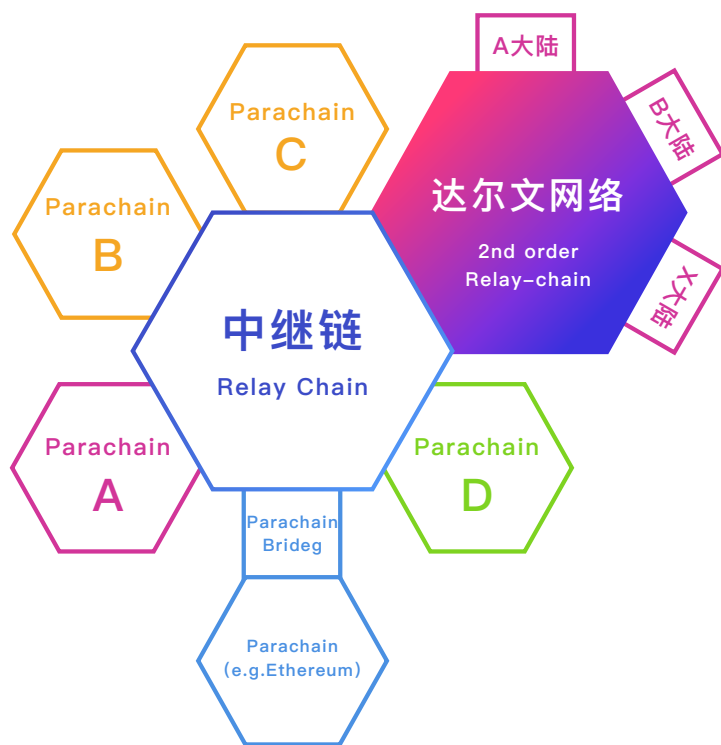 A大陆
Parachain
C
B大陆
达尔文网络
2nd order
Relay-chain
Parachain
B
X大陆
中继链
Relay Chain
Parachain
A
Parachain
D
Parachain
Brideg
Parachain
(e.g.Ethereum)